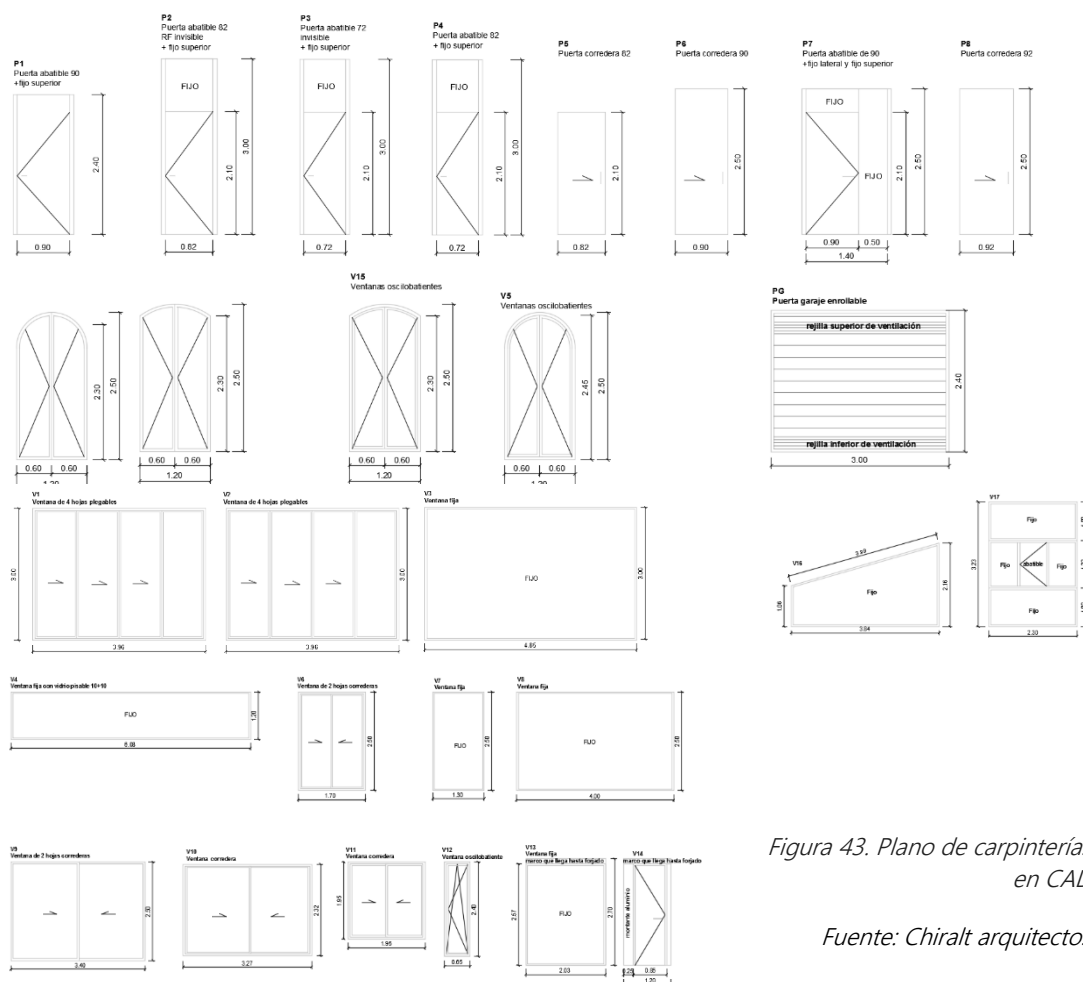 P1
Puerta abatible 90
+fijo superior
2.40
0.90
P2
Puerta abatible 82
RF invisible
+ fijo superior
FIJO
2.10
3.00
0.82
P3
Puerta abatible 72
invisible
+ fijo superior
FIJO
2.10
3.00
0.72
P4
Puerta abatible 82
+ fijo superior
FIJO
2.10
3.00
0.72
P5
Puerta corredera 82
2.10
0.82
P6
Puerta corredera 90
2.50
0.90
P7
Puerta abatible de 90
+fijo lateral y fijo superior
FIJO
FIJO
2.10
2.50
0.90
0.50
1.40
P8
Puerta corredera 92
2.50
0.92
2.30
2.50
0.60
0.60
1.20
2.30
2.50
0.60
0.60
1.20
V15
Ventanas oscilobatientes
2.30
2.50
0.60
0.60
1.20
V5
Ventanas oscilobatientes
2.45
2.50
0.60
0.60
1.20
PG
Puerta garaje enrollable
rejilla superior de ventilación
rejilla inferior de ventilación
2.40
3.00
V1
Ventana de 4 hojas plegables
3.00
3.96
V2
Ventana de 4 hojas plegables
3.00
3.96
V3
Ventana fija
FIJO
3.00
4.85
V16
3.99
Fijo
1.06
2.16
3.84
V17
Fijo
Fijo
abatible
Fijo
Fijo
3.23
2.30
V4
Ventana fija con vidrio pisable 10+10
FIJO
1.20
6.08
V6
Ventana de 2 hojas correderas
2.50
1.70
V7
Ventana fija
FIJO
2.50
1.30
V8
Ventana fija
FIJO
2.50
4.00
V9
Ventana de 2 hojas correderas
2.50
3.40
V10
Ventana corredera
2.32
3.27
V11
Ventana corredera
1.95
1.96
V12
Ventana oscilobatiente
2.40
0.65
V13
Ventana fija
marco que llega hasta forjado
FIJO
2.57
2.70
2.03
V14
marco que llega hasta forjado
montante aluminio
0.25
0.85
1.20
Figura 43. Plano de carpintería
en CAD
Fuente: Chiralt arquitecto